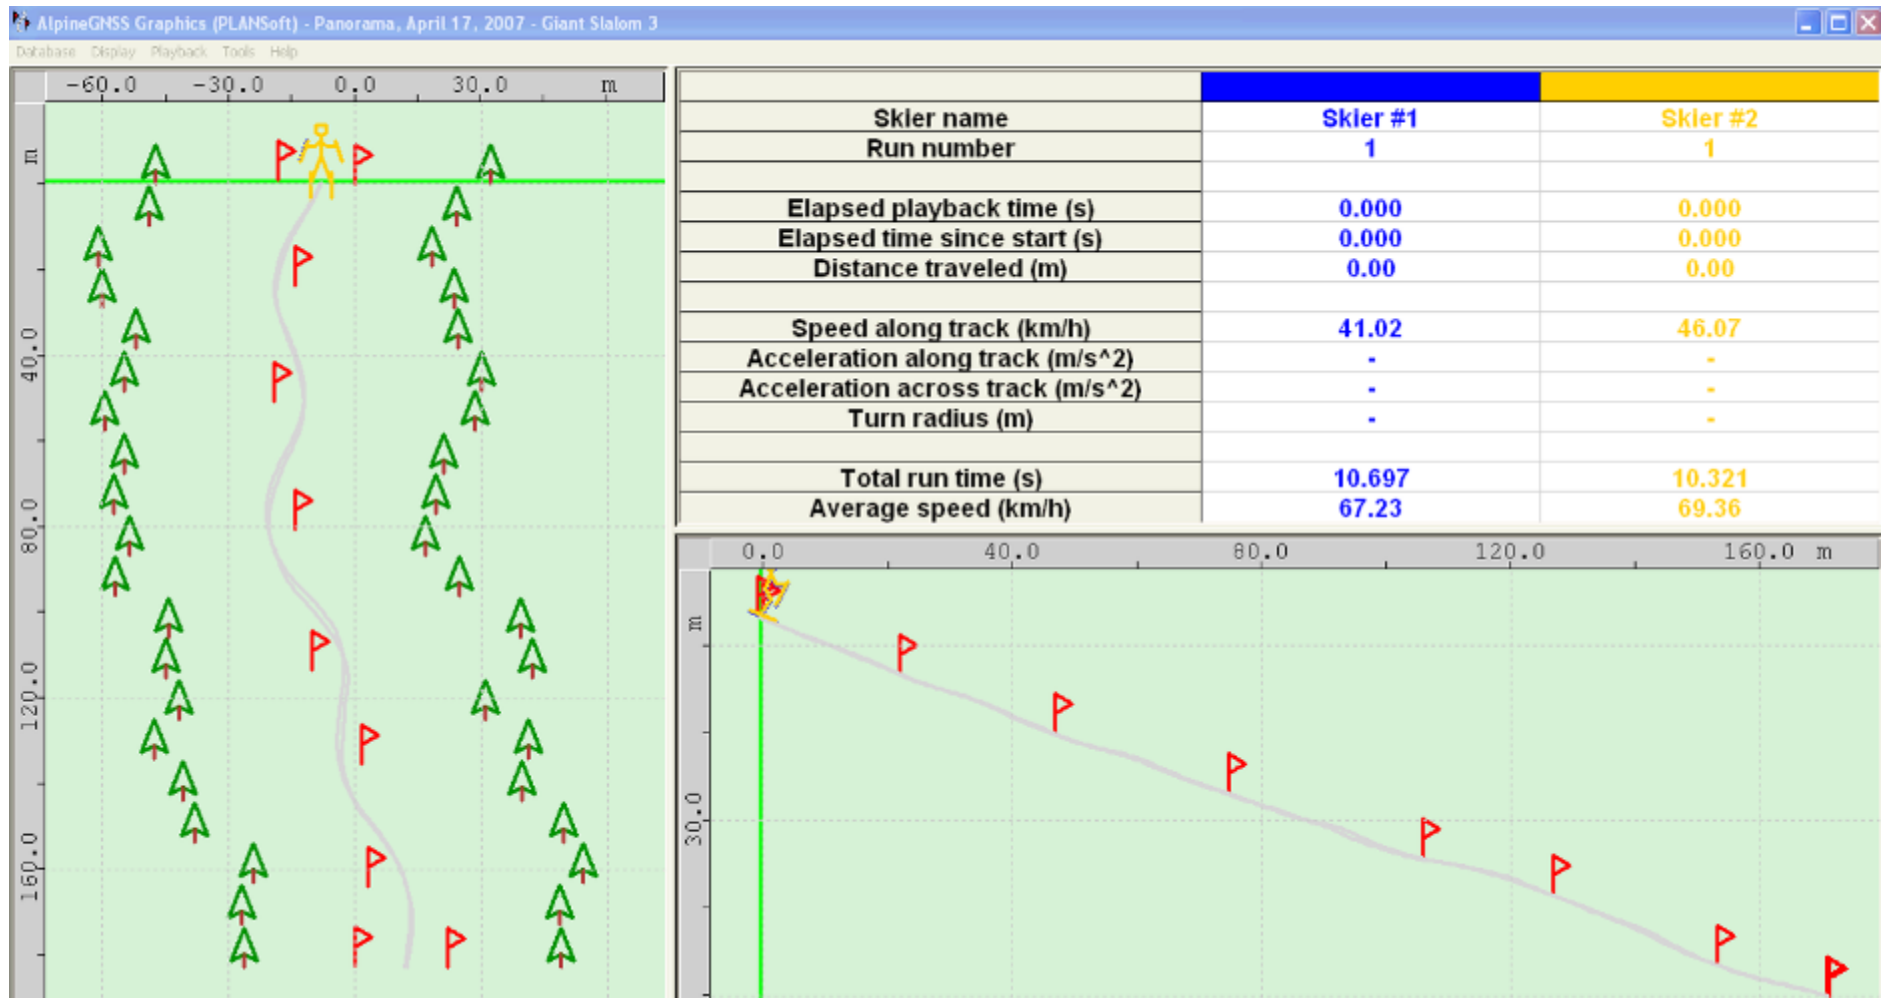 AlpineGNSS Graphics (PLANSoft) - Panorama, April 17, 2007 - Giant Slalom 3
Database Display Playback Tools Help
-60.0 -30.0 0.0 30.0 m
m
40.0
80.0
120.0
160.0
Skier name Skier #1 Skier #2
Run number 1 1
Elapsed playback time (s) 0.000 0.000
Elapsed time since start (s) 0.000 0.000
Distance traveled (m) 0.00 0.00
Speed along track (km/h) 41.02 46.07
Acceleration along track (m/s^2) - -
Acceleration across track (m/s^2) - -
Turn radius (m) - -
Total run time (s) 10.697 10.321
Average speed (km/h) 67.23 69.36
0.0 40.0 80.0 120.0 160.0 m
m
30.0